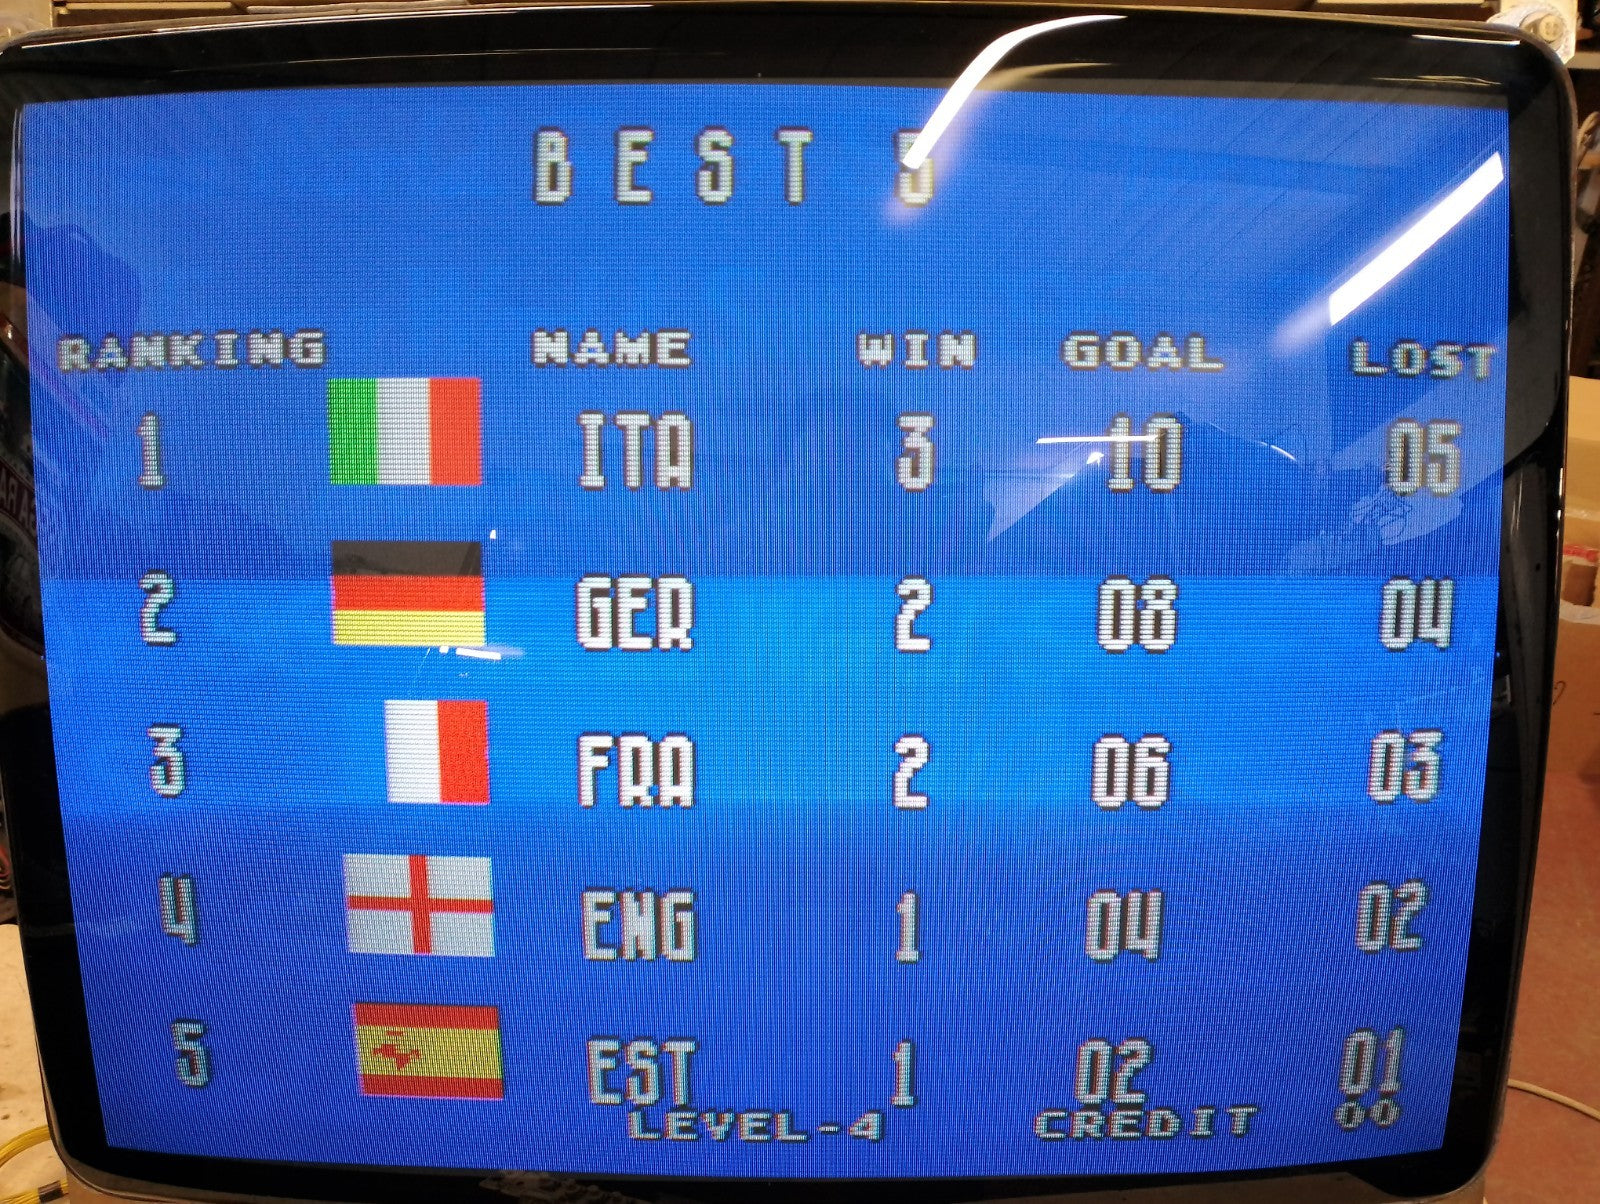 BEST 5
RANKING NAME WIN GOAL LOST
1 ITA 3 10 05
2 GER 2 08 04
3 FRA 2 06 03
4 ENG 1 04 02
5 EST 1 02 01
LEVEL-4 CREDIT 00